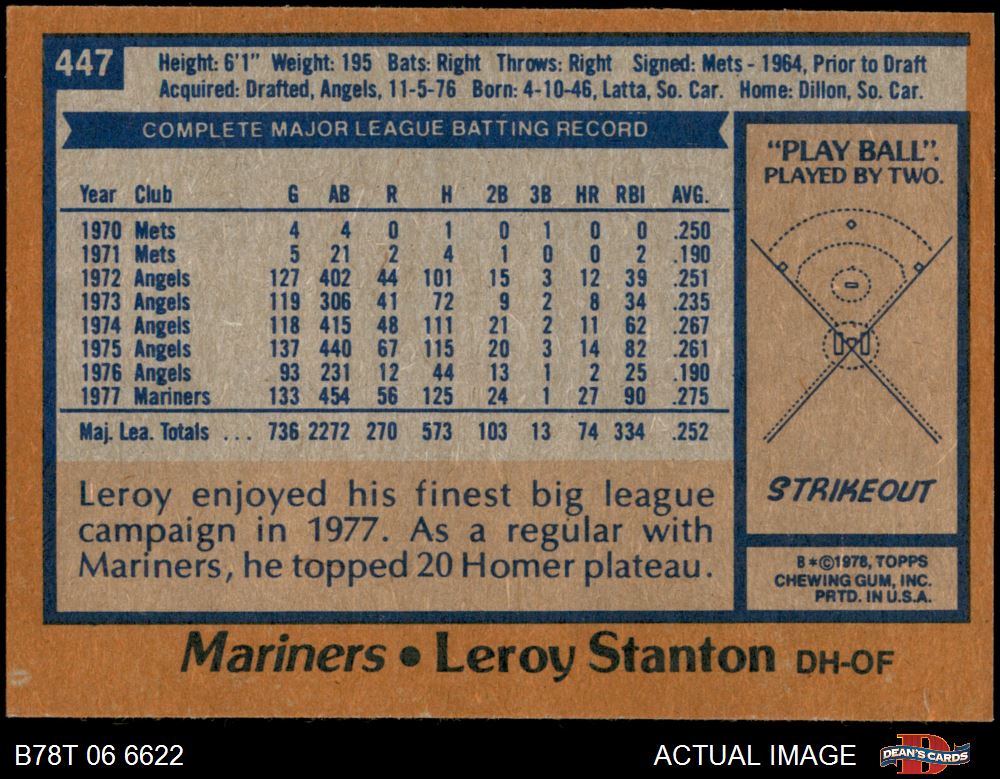 447
Height: 6'1" Weight: 195 Bats: Right Throws: Right Signed: Mets - 1964, Prior to Draft
Acquired: Drafted, Angels, 11-5-76 Born: 4-10-46, Latta, So. Car. Home: Dillon, So. Car.
COMPLETE MAJOR LEAGUE BATTING RECORD
Year Club G AB R H 2B 3B HR RBI AVG.
1970 Mets 4 4 0 1 0 1 0 0 .250
1971 Mets 5 21 2 4 1 0 0 2 .190
1972 Angels 127 402 44 101 15 3 12 39 .251
1973 Angels 119 306 41 72 9 2 8 34 .235
1974 Angels 118 415 48 111 21 2 11 62 .267
1975 Angels 137 440 67 115 20 3 14 82 .261
1976 Angels 93 231 12 44 13 1 2 25 .190
1977 Mariners 133 454 56 125 24 1 27 90 .275
Maj. Lea. Totals ... 736 2272 270 573 103 13 74 334 .252
Leroy enjoyed his finest big league
campaign in 1977. As a regular with
Mariners, he topped 20 Homer plateau.
"PLAY BALL".
PLAYED BY TWO.
STRIKEOUT
B*©1978, TOPPS
CHEWING GUM, INC.
PRTD. IN U.S.A.
Mariners • Leroy Stanton DH-OF
B78T 06 6622
ACTUAL IMAGE
DEAN'S CARDS